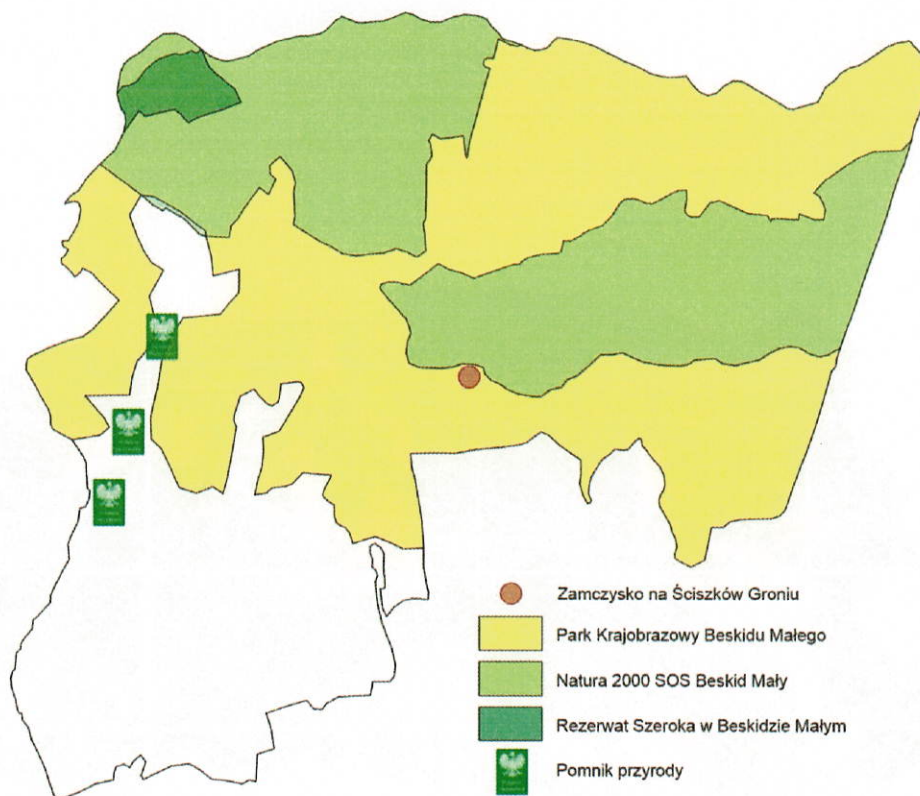 Zamczysko na Ściszków Groniu
Park Krajobrazowy Beskidu Małego
Natura 2000 SOS Beskid Mały
Rezerwat Szeroka w Beskidzie Małym
Pomnik przyrody